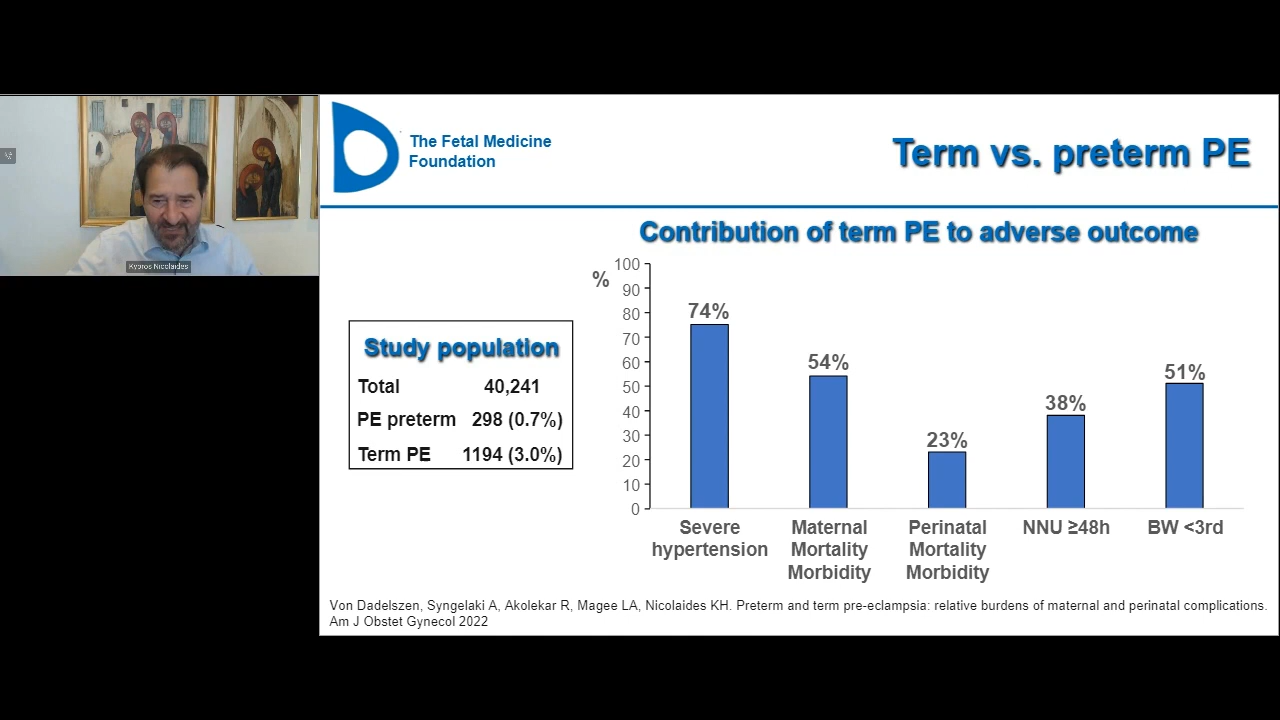 The Fetal Medicine
Foundation
Term vs. preterm PE
Kypros Nicolaides
Contribution of term PE to adverse outcome
Study population
Total 40,241
PE preterm 298 (0.7%)
Term PE 1194 (3.0%)
%
100
90
80
70
60
50
40
30
20
10
0
74%
54%
23%
38%
51%
Severe
hypertension
Maternal
Mortality
Morbidity
Perinatal
Mortality
Morbidity
NNU ≥48h
BW <3rd
Von Dadelszen, Syngelaki A, Akolekar R, Magee LA, Nicolaides KH. Preterm and term pre-eclampsia: relative burdens of maternal and perinatal complications.
Am J Obstet Gynecol 2022